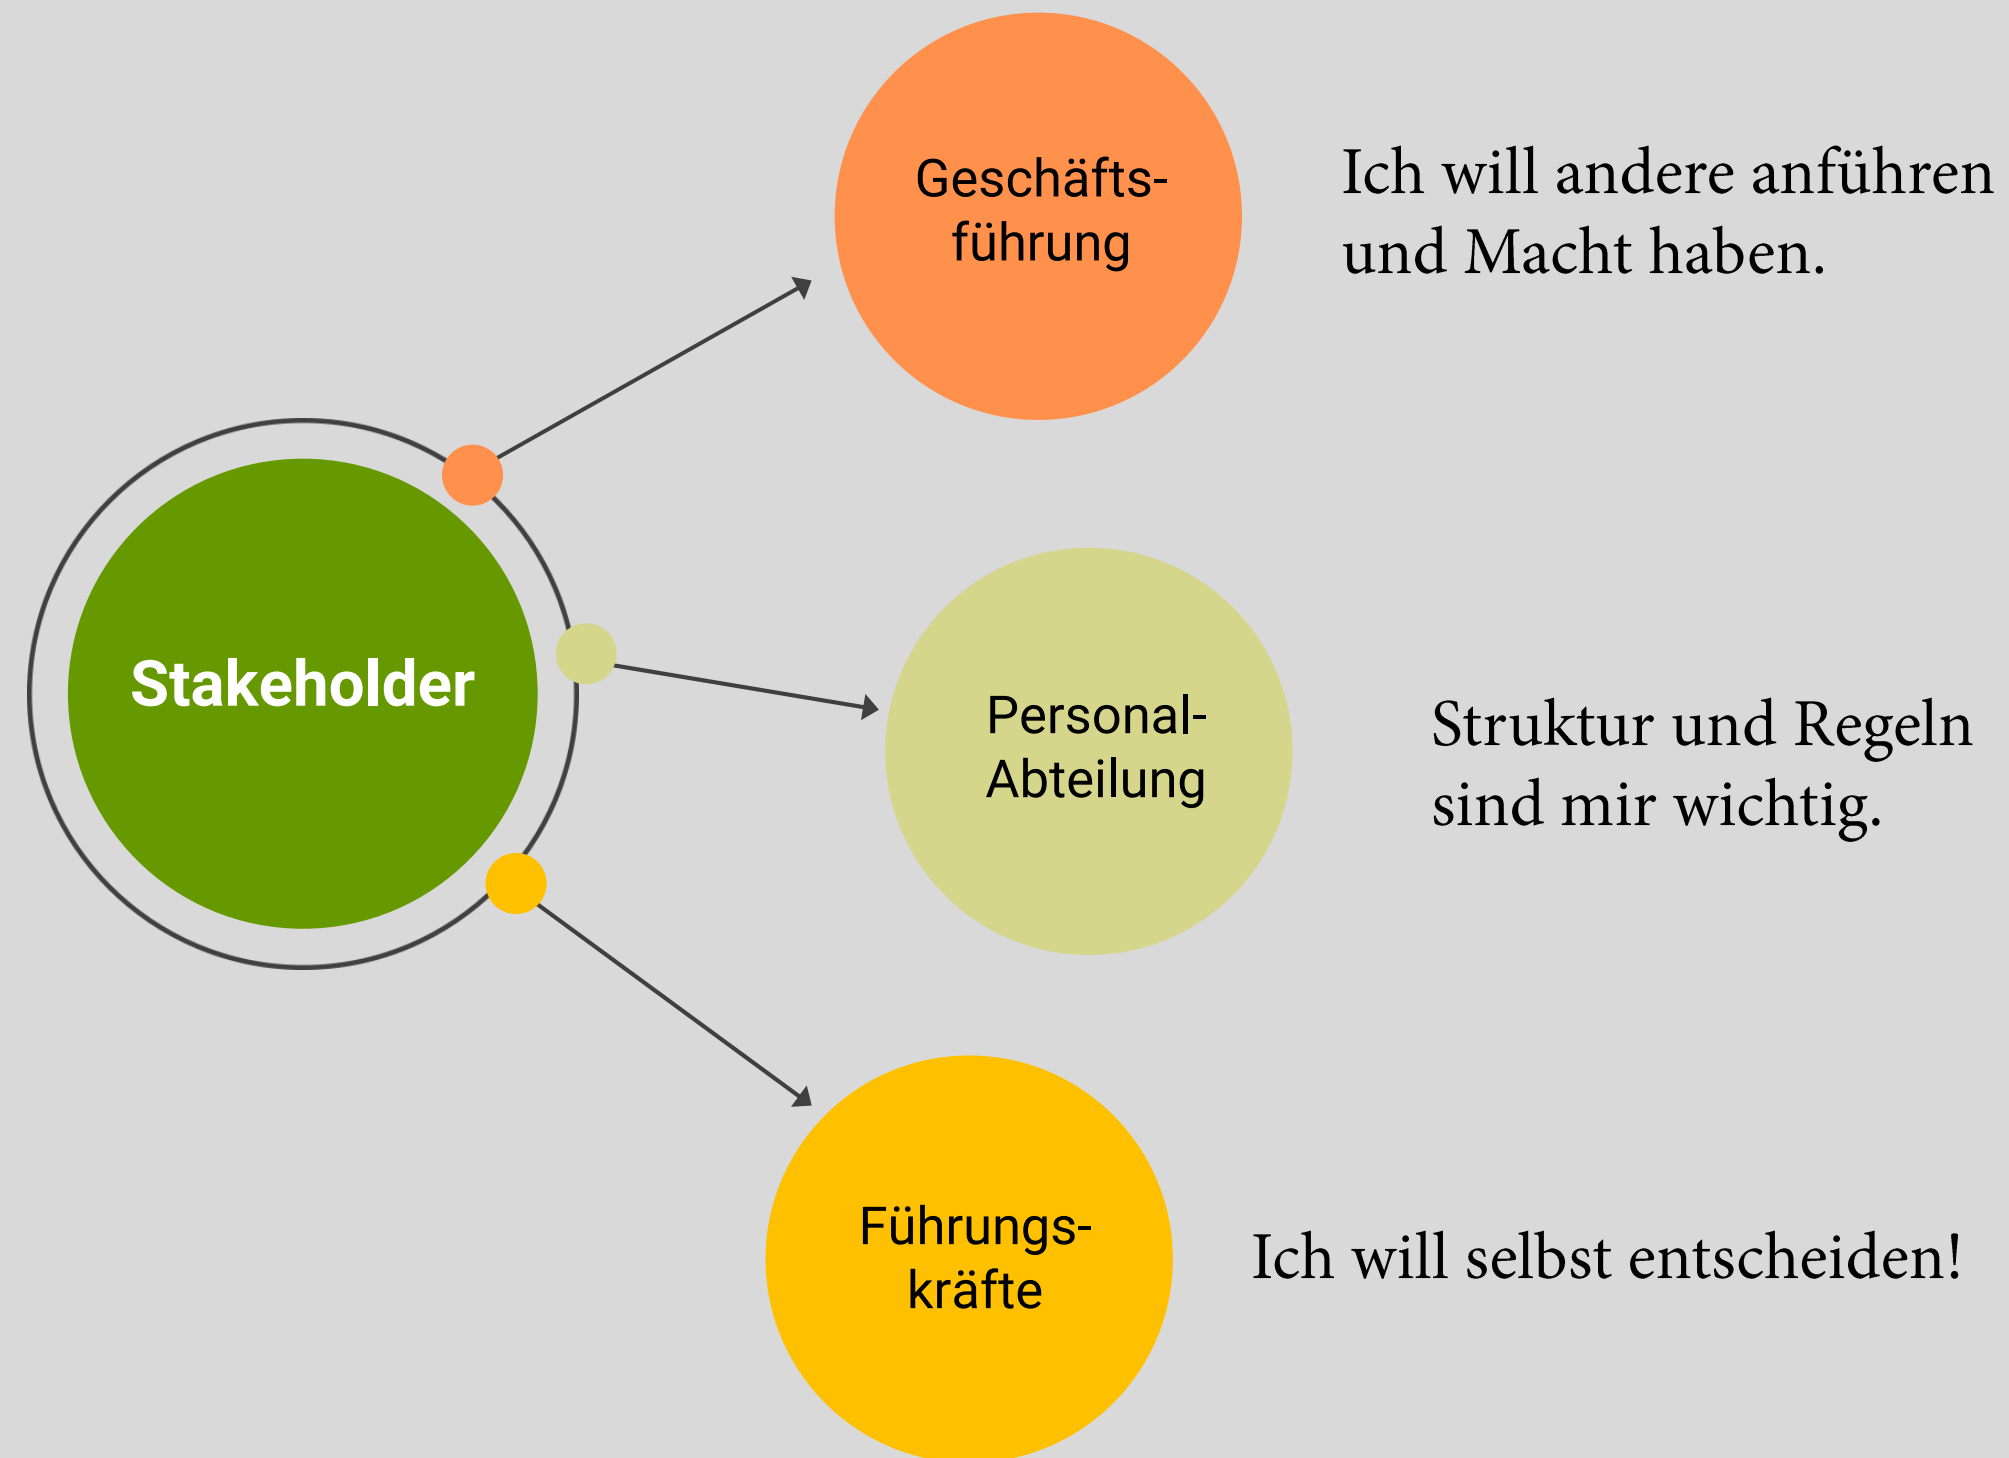 Geschäfts-
führung
Ich will andere anführen
und Macht haben.
Stakeholder
Personal-
Abteilung
Struktur und Regeln
sind mir wichtig.
Führungs-
kräfte
Ich will selbst entscheiden!